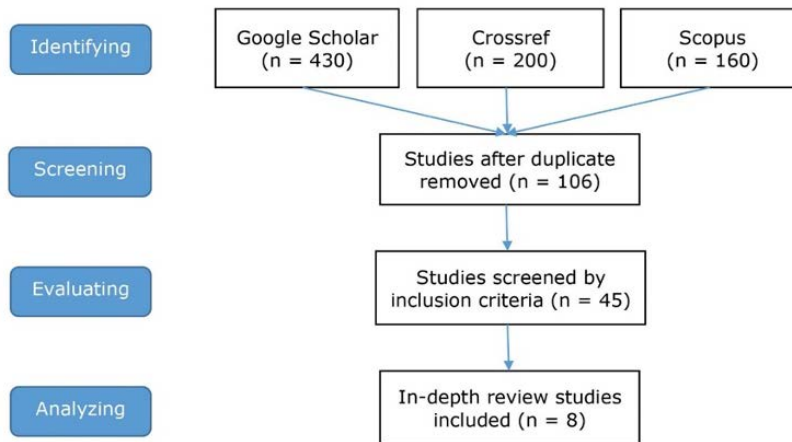 Identifying
Google Scholar
(n = 430)
Crossref
(n = 200)
Scopus
(n = 160)
Screening
Studies after duplicate
removed (n = 106)
Evaluating
Studies screened by
inclusion criteria (n = 45)
Analyzing
In-depth review studies
included (n = 8)